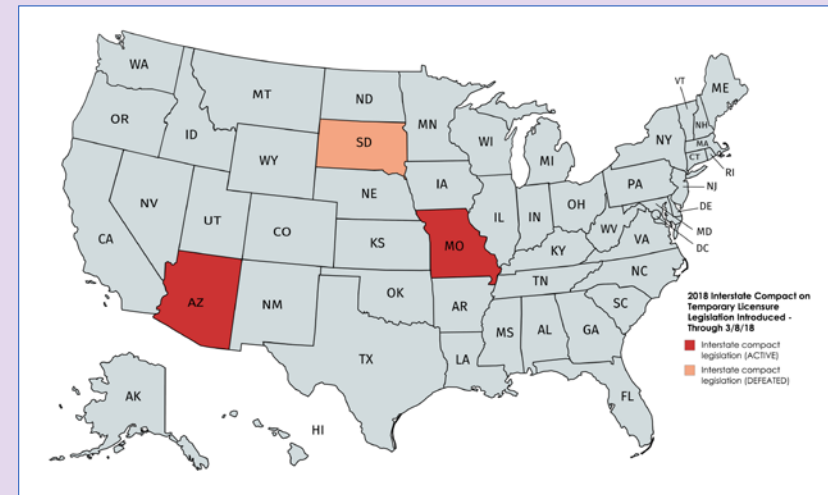 WA
MT
ND
MN
OR
ID
WY
SD
WI
MI
NY
VT
ME
NH
MA
CT
RI
NV
UT
CO
NE
IA
IL
IN
OH
PA
NJ
DE
MD
DC
CA
KS
MO
KY
WV
VA
AZ
NM
OK
AR
TN
NC
SC
TX
LA
MS
AL
GA
FL
AK
HI
2018 Interstate Compact on
Temporary Licensure
Legislation Introduced -
Through 3/8/18
Interstate compact
legislation (ACTIVE)
Interstate compact
legislation (DEFEATED)